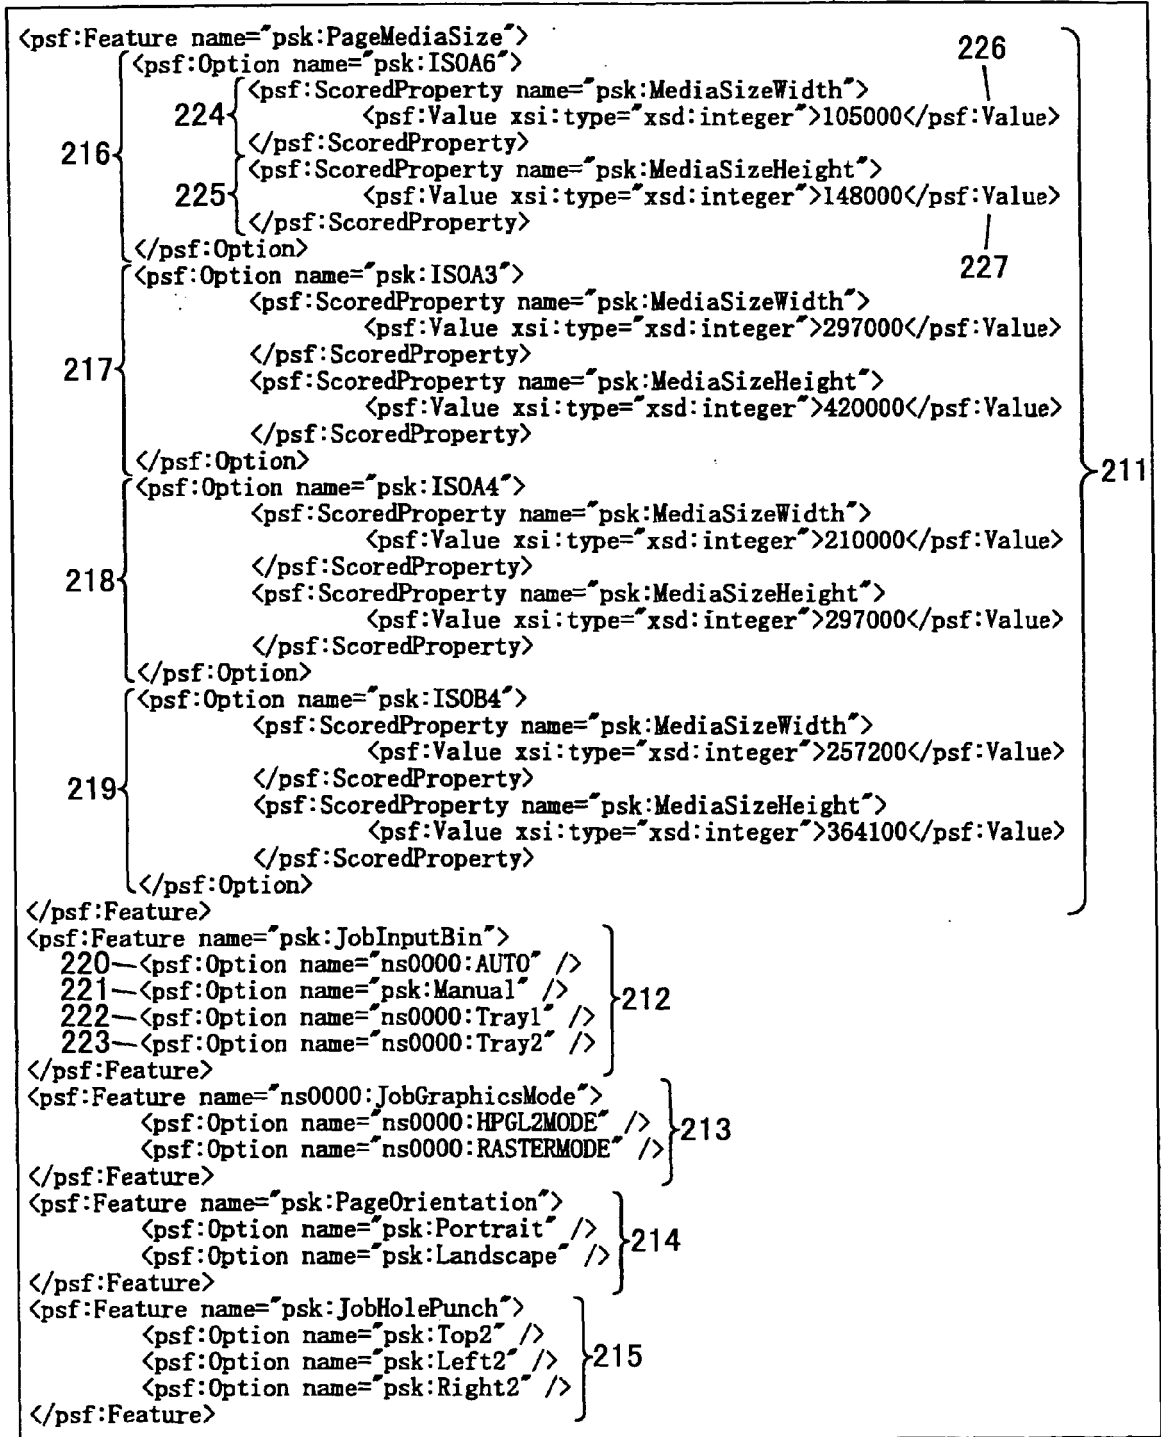 <psf:Feature name="psk:PageMediaSize">
<psf:Option name="psk:ISOA6">
226
<psf:ScoredProperty name="psk:MediaSizeWidth">
224
<psf:Value xsi:type="xsd:integer">105000</psf:Value>
</psf:ScoredProperty>
216
<psf:ScoredProperty name="psk:MediaSizeHeight">
225
<psf:Value xsi:type="xsd:integer">148000</psf:Value>
</psf:ScoredProperty>
</psf:Option>
227
<psf:Option name="psk:ISOA3">
<psf:ScoredProperty name="psk:MediaSizeWidth">
<psf:Value xsi:type="xsd:integer">297000</psf:Value>
</psf:ScoredProperty>
217
<psf:ScoredProperty name="psk:MediaSizeHeight">
<psf:Value xsi:type="xsd:integer">420000</psf:Value>
</psf:ScoredProperty>
</psf:Option>
211
<psf:Option name="psk:ISOA4">
<psf:ScoredProperty name="psk:MediaSizeWidth">
<psf:Value xsi:type="xsd:integer">210000</psf:Value>
</psf:ScoredProperty>
218
<psf:ScoredProperty name="psk:MediaSizeHeight">
<psf:Value xsi:type="xsd:integer">297000</psf:Value>
</psf:ScoredProperty>
</psf:Option>
<psf:Option name="psk:ISOB4">
<psf:ScoredProperty name="psk:MediaSizeWidth">
<psf:Value xsi:type="xsd:integer">257200</psf:Value>
</psf:ScoredProperty>
219
<psf:ScoredProperty name="psk:MediaSizeHeight">
<psf:Value xsi:type="xsd:integer">364100</psf:Value>
</psf:ScoredProperty>
</psf:Option>
</psf:Feature>
<psf:Feature name="psk:JobInputBin">
220 <psf:Option name="ns0000:AUTO" />
221 <psf:Option name="psk:Manual" />
212
222 <psf:Option name="ns0000:Tray1" />
223 <psf:Option name="ns0000:Tray2" />
</psf:Feature>
<psf:Feature name="ns0000:JobGraphicsMode">
<psf:Option name="ns0000:HPGL2MODE" />
213
<psf:Option name="ns0000:RASTERMODE" />
</psf:Feature>
<psf:Feature name="psk:PageOrientation">
<psf:Option name="psk:Portrait" />
214
<psf:Option name="psk:Landscape" />
</psf:Feature>
<psf:Feature name="psk:JobHolePunch">
<psf:Option name="psk:Top2" />
<psf:Option name="psk:Left2" />
215
<psf:Option name="psk:Right2" />
</psf:Feature>